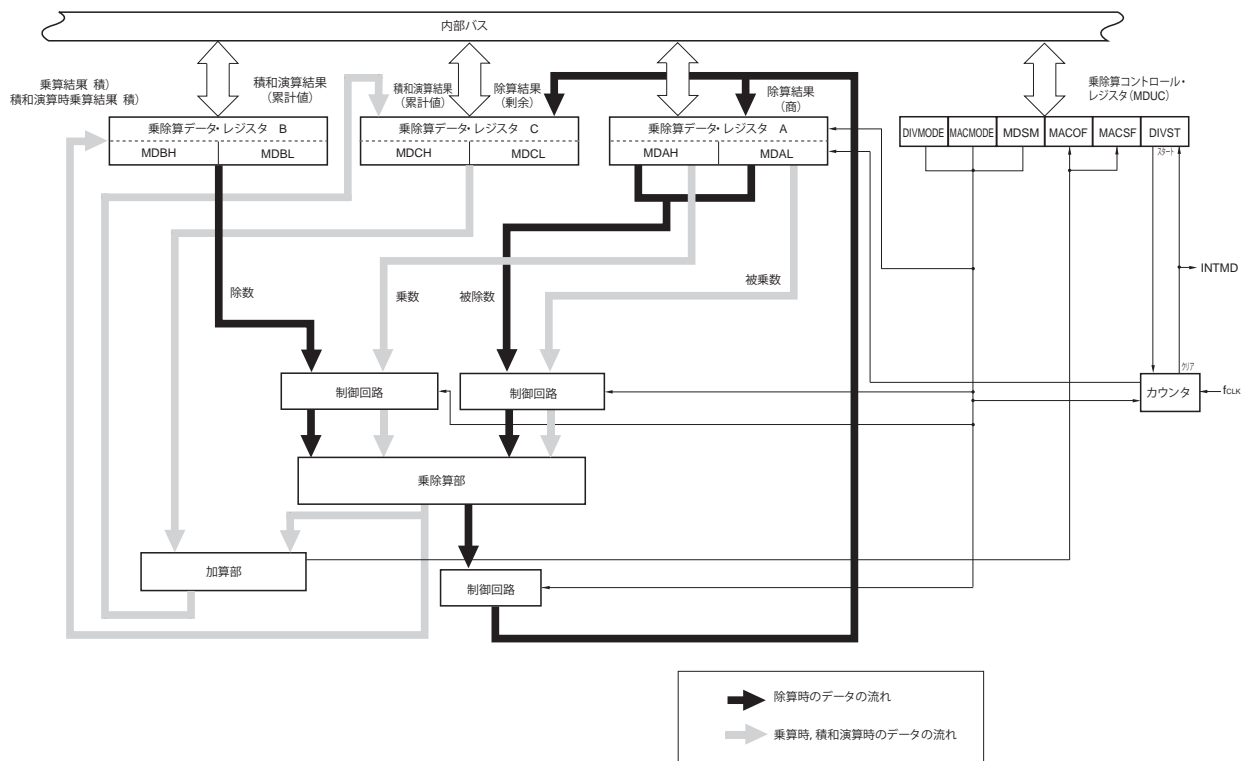 内部バス
乗算結果(積)
積和演算時乗算結果(積)
積和演算結果
(累計値)
積和演算結果
(累計値)
除算結果
(剰余)
除算結果
(商)
乗除算コントロール・
レジスタ(MDUC)
乗除算データ・レジスタ B
MDBH
MDBL
乗除算データ・レジスタ C
MDCH
MDCL
乗除算データ・レジスタ A
MDAH
MDAL
DIVMODE
MACMODE
MDSM
MACOF
MACSF
DIVST
スタート
INTMD
除数
乗数
被除数
被乗数
クリア
制御回路
制御回路
カウンタ
fCLK
乗除算部
加算部
制御回路
除算時のデータの流れ
乗算時,積和演算時のデータの流れ